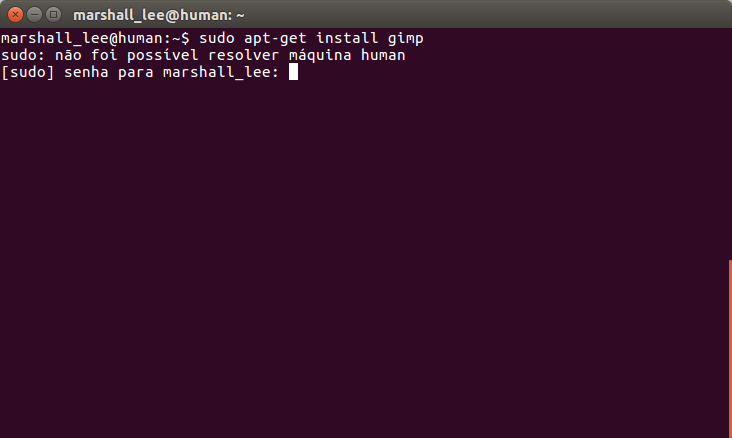 marshall_lee@human: ~
marshall_lee@human:~$ sudo apt-get install gimp
sudo: não foi possível resolver máquina human
[sudo] senha para marshall_lee: